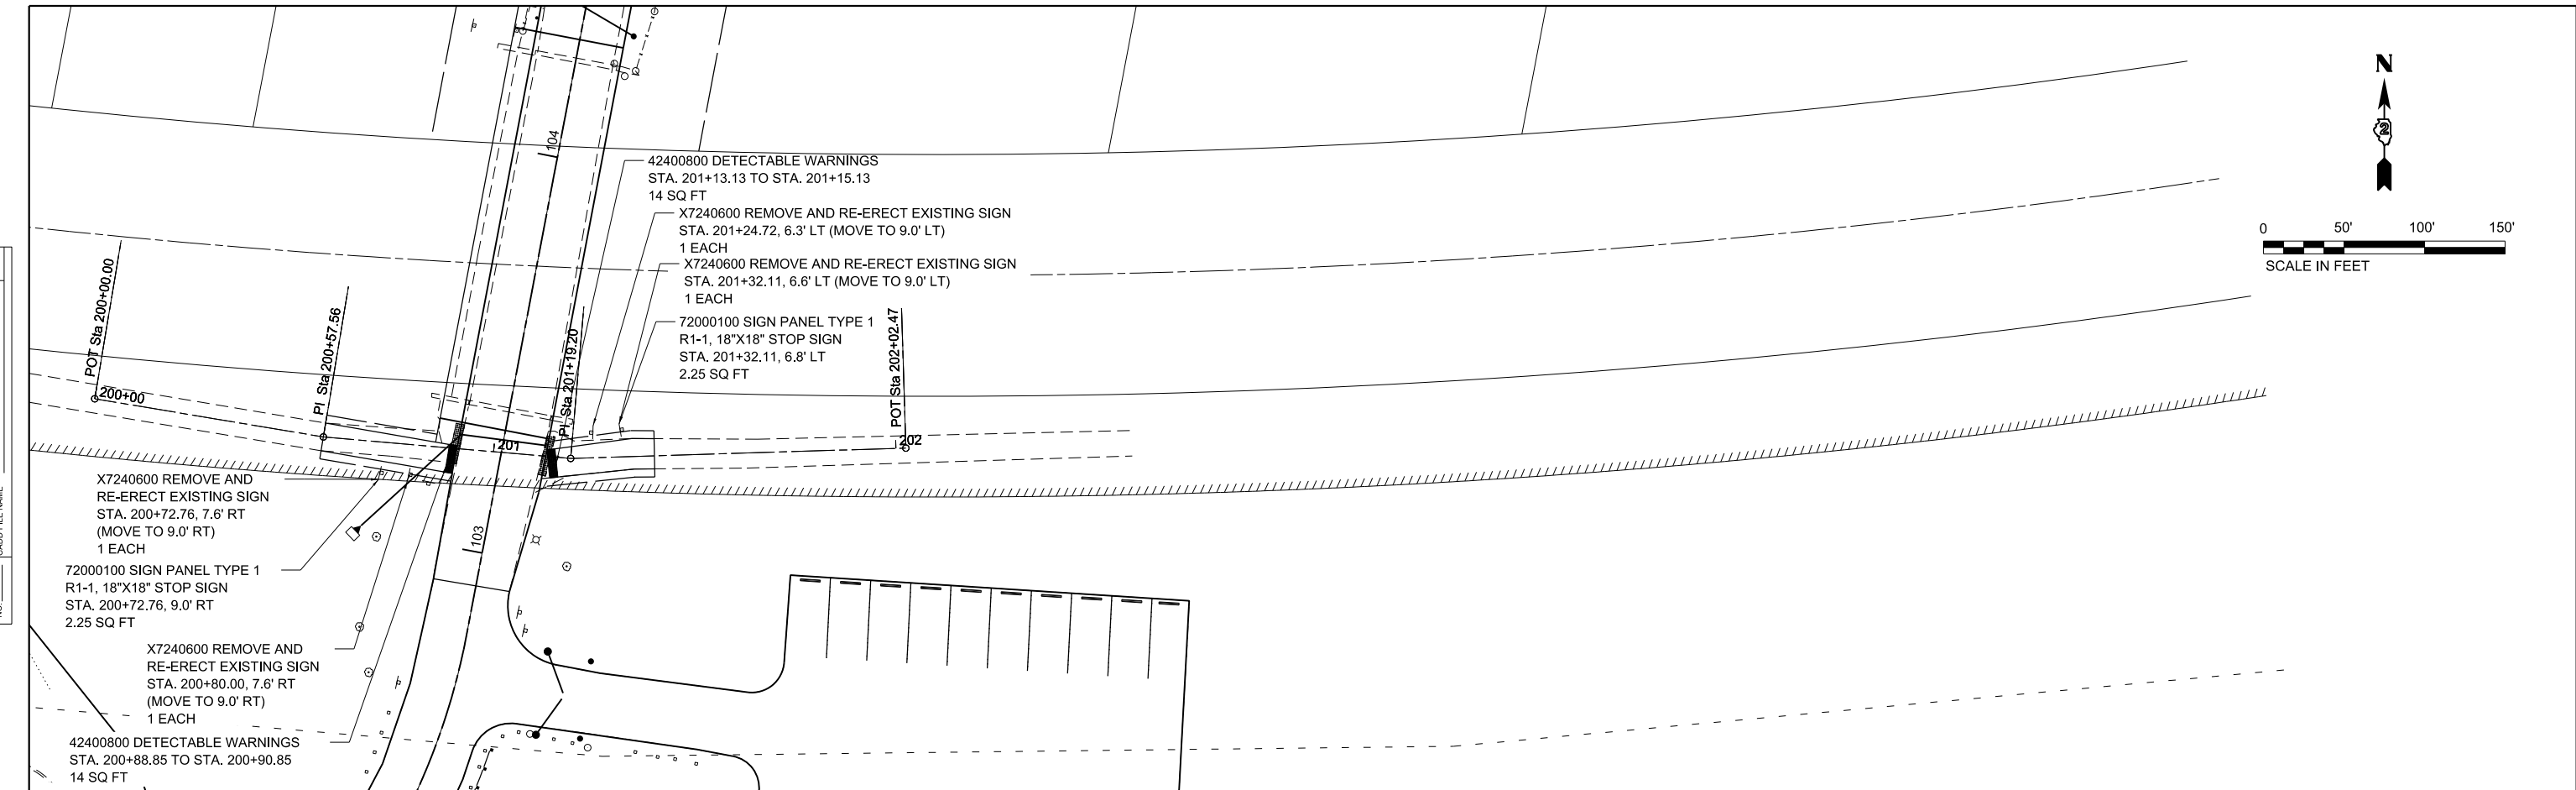 N
2
0 50' 100' 150'
SCALE IN FEET
104
42400800 DETECTABLE WARNINGS
STA. 201+13.13 TO STA. 201+15.13
14 SQ FT
X7240600 REMOVE AND RE-ERECT EXISTING SIGN
STA. 201+24.72, 6.3' LT (MOVE TO 9.0' LT)
1 EACH
X7240600 REMOVE AND RE-ERECT EXISTING SIGN
STA. 201+32.11, 6.6' LT (MOVE TO 9.0' LT)
1 EACH
72000100 SIGN PANEL TYPE 1
R1-1, 18"X18" STOP SIGN
STA. 201+32.11, 6.8' LT
2.25 SQ FT
POT Sta 200+00.00
200+00
PI Sta 200+57.56
201
PI Sta 201+19.20
POT Sta 202+02.47
202
103
X7240600 REMOVE AND
RE-ERECT EXISTING SIGN
STA. 200+72.76, 7.6' RT
(MOVE TO 9.0' RT)
1 EACH
72000100 SIGN PANEL TYPE 1
R1-1, 18"X18" STOP SIGN
STA. 200+72.76, 9.0' RT
2.25 SQ FT
X7240600 REMOVE AND
RE-ERECT EXISTING SIGN
STA. 200+80.00, 7.6' RT
(MOVE TO 9.0' RT)
1 EACH
42400800 DETECTABLE WARNINGS
STA. 200+88.85 TO STA. 200+90.85
14 SQ FT